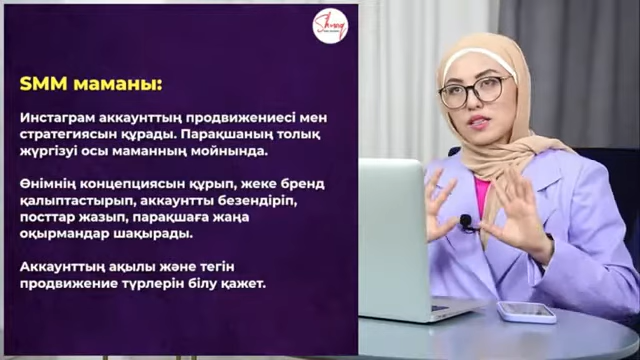 SMM маманы:
Инстаграм аккаунттың продвижениесі мен
стратегиясын құрады. Парақшаның толық
жүргізуі осы маманның мойнында.
Өнімнің концепциясын құрып, жеке бренд
қалыптастырып, аккаунтты безендіріп,
посттар жазып, парақшаға жаңа
оқырмандар шақырады.
Аккаунттың ақылы және тегін
продвижение түрлерін білу қажет.